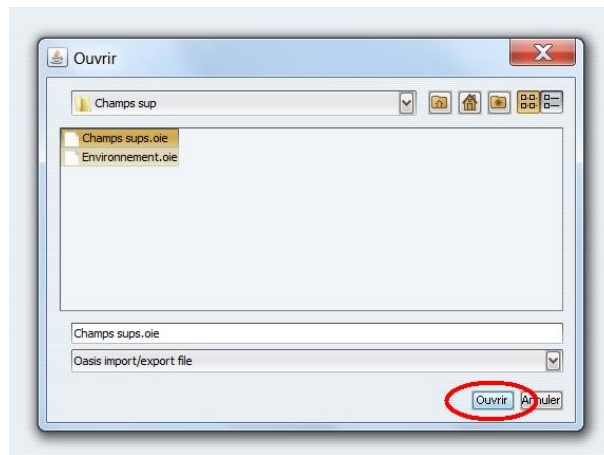 Ouvrir
Champs sup
Champs sups.oie
Environnement.oie
Champs sups.oie
Oasis import/export file
Ouvrir Annuler